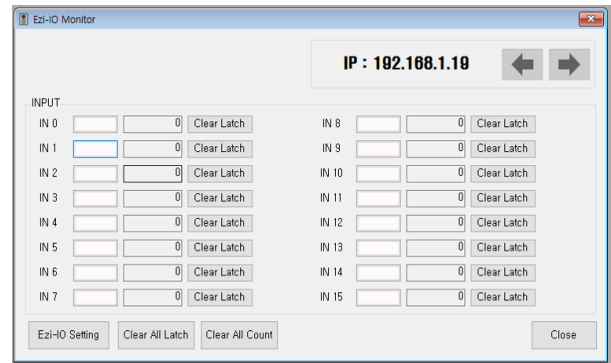 Ezi-IO Monitor
IP : 192.168.1.19
INPUT
IN 0 0 Clear Latch IN 8 0 Clear Latch
IN 1 0 Clear Latch IN 9 0 Clear Latch
IN 2 0 Clear Latch IN 10 0 Clear Latch
IN 3 0 Clear Latch IN 11 0 Clear Latch
IN 4 0 Clear Latch IN 12 0 Clear Latch
IN 5 0 Clear Latch IN 13 0 Clear Latch
IN 6 0 Clear Latch IN 14 0 Clear Latch
IN 7 0 Clear Latch IN 15 0 Clear Latch
Ezi-IO Setting Clear All Latch Clear All Count Close